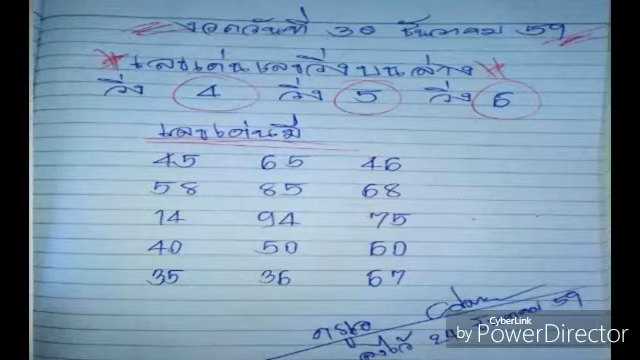 งวดวันที่ 30 ธันวาคม 59
* เลขเด่นเลขวิ่งบนล่าง *
วิ่ง 4 วิ่ง 5 วิ่ง 6
เลขเด่นมี
45 65 46
58 85 68
14 94 75
40 50 60
35 36 67
59
CyberLink
by PowerDirector